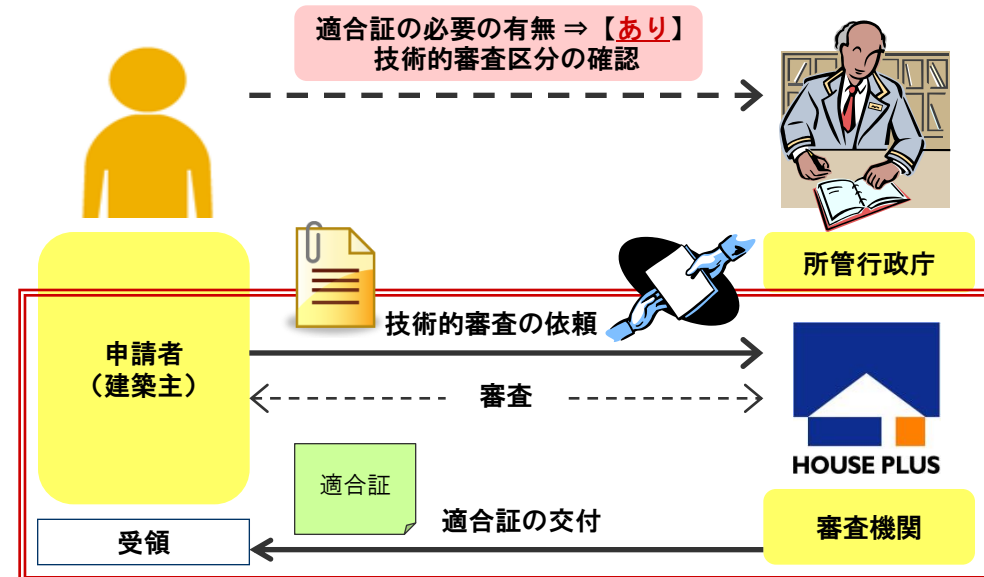 適合証の必要の有無 ⇒ 【あり】
技術的審査区分の確認
所管行政庁
申請者
（建築主）
技術的審査の依頼
審査
HOUSE PLUS
適合証
適合証の交付
受領
審査機関